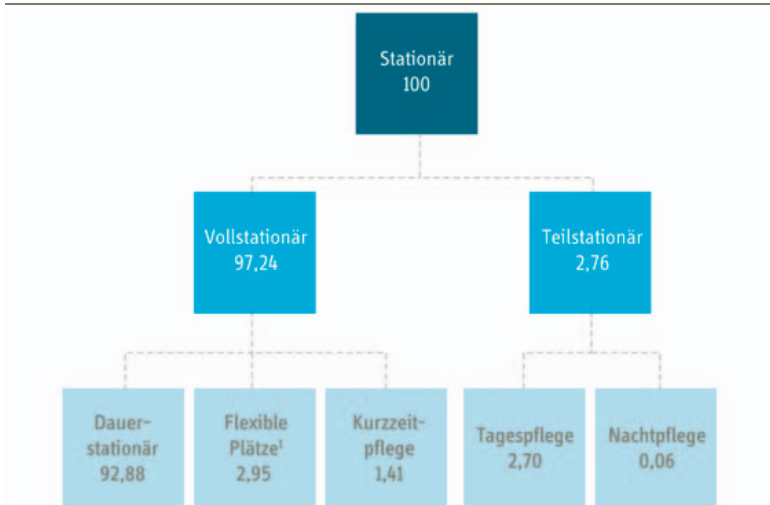 Stationär
100
Vollstationär
97,24
Teilstationär
2,76
Dauer-
stationär
92,88
Flexible
Plätze¹
2,95
Kurzzeit-
pflege
1,41
Tagespflege
2,70
Nachtpflege
0,06